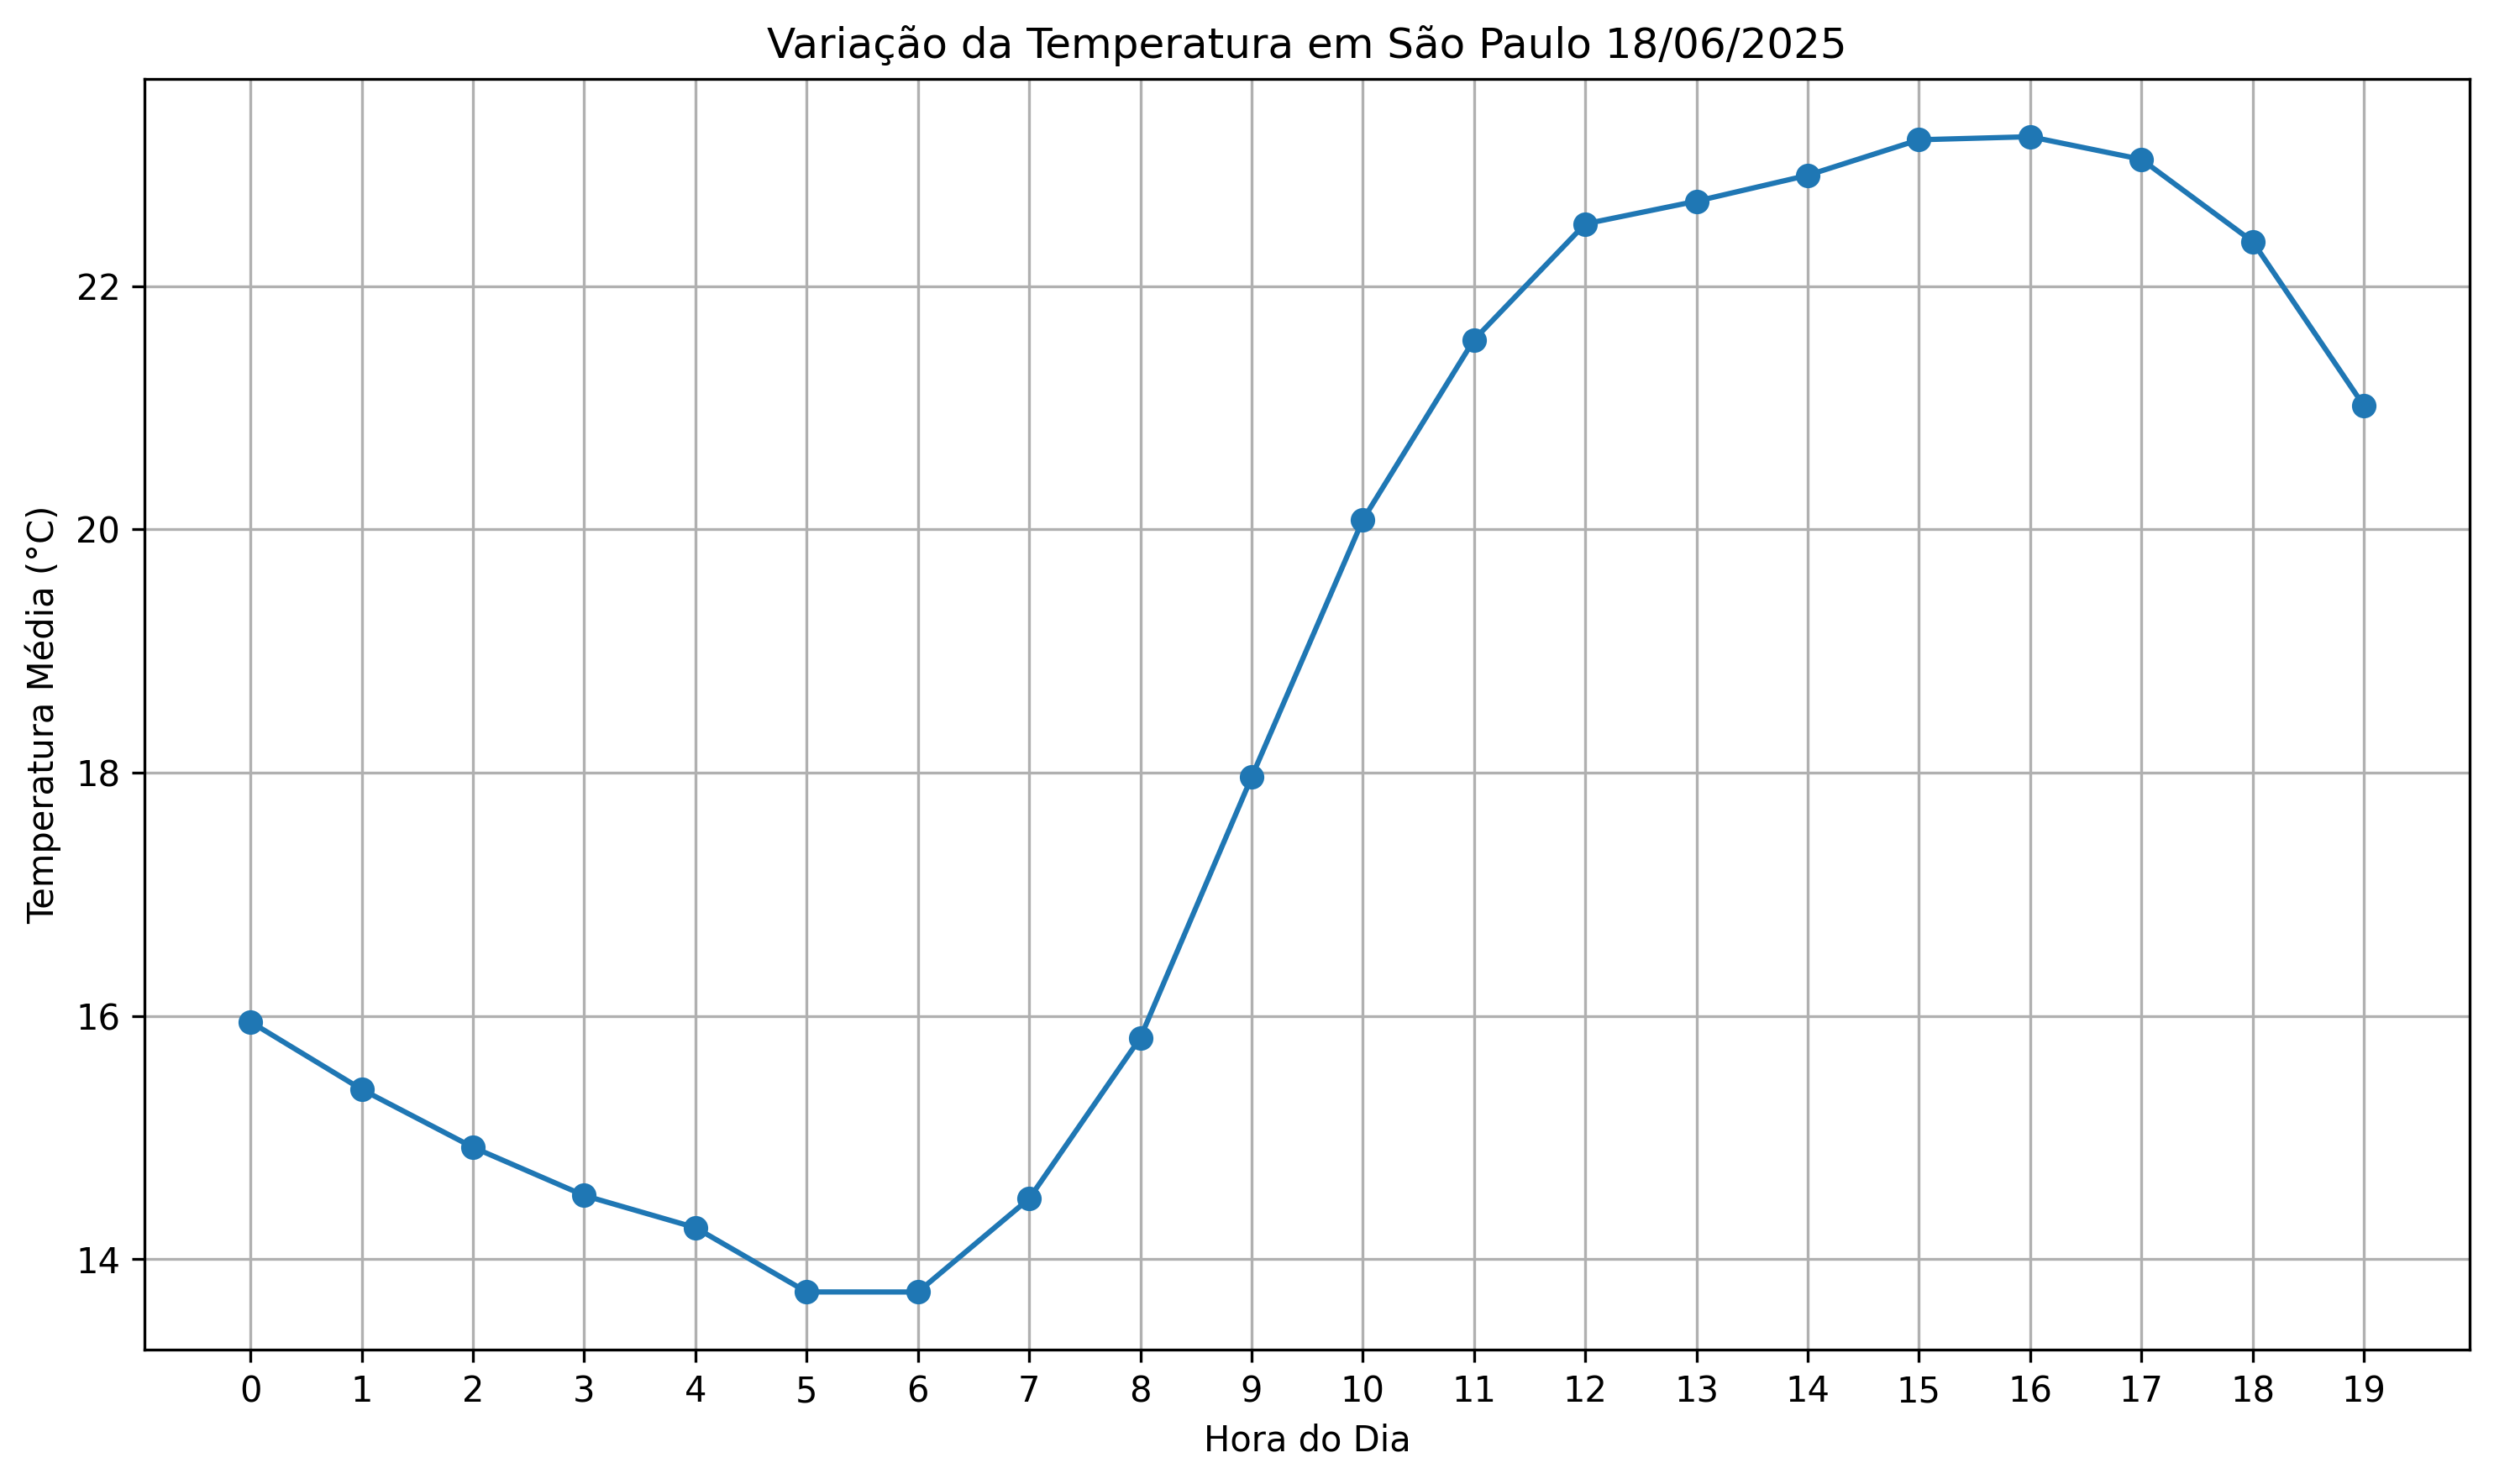 Variação da Temperatura em São Paulo 18/06/2025
Temperatura Média (°C)
22
20
18
16
14
0 1 2 3 4 5 6 7 8 9 10 11 12 13 14 15 16 17 18 19
Hora do Dia